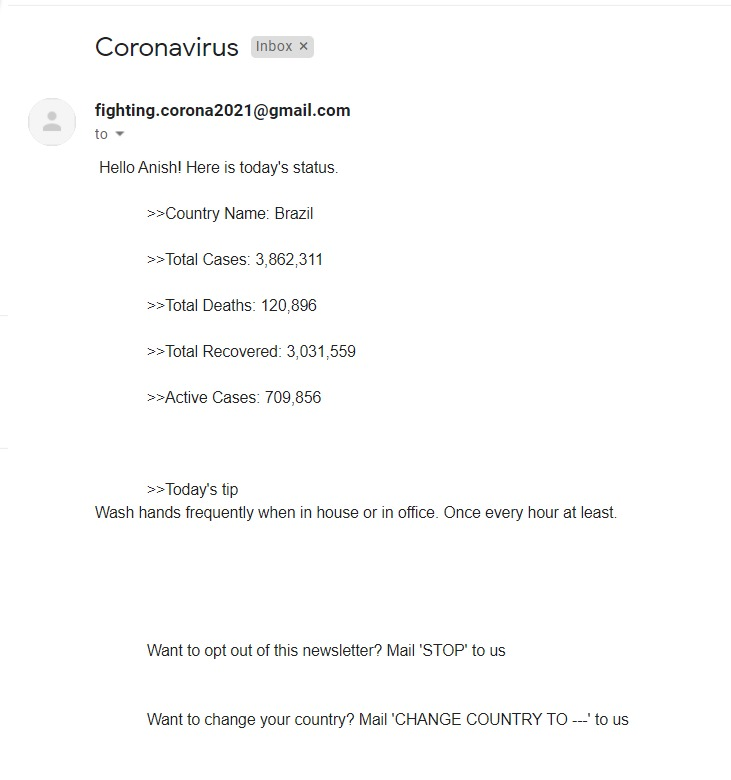 Coronavirus Inbox ×
fighting.corona2021@gmail.com
to
Hello Anish! Here is today's status.
>>Country Name: Brazil
>>Total Cases: 3,862,311
>>Total Deaths: 120,896
>>Total Recovered: 3,031,559
>>Active Cases: 709,856
>>Today's tip
Wash hands frequently when in house or in office. Once every hour at least.
Want to opt out of this newsletter? Mail 'STOP' to us
Want to change your country? Mail 'CHANGE COUNTRY TO ---' to us